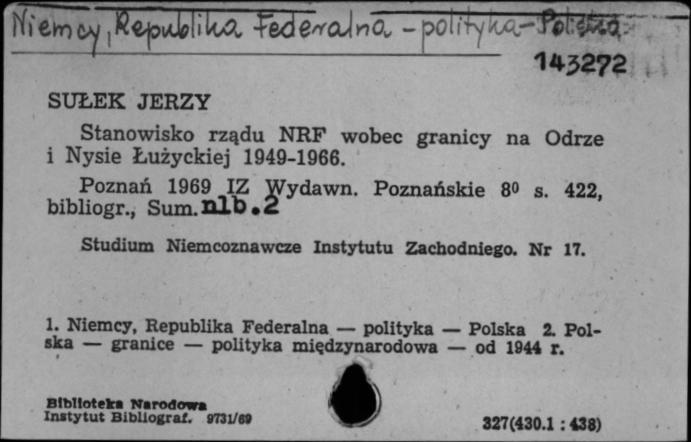 Niemcy, Republika Federalna - polityka - Polska
143272
SUŁEK JERZY
Stanowisko rządu NRF wobec granicy na Odrze
i Nysie Łużyckiej 1949-1966.
Poznań 1969 IZ Wydawn. Poznańskie 8⁰ s. 422,
bibliogr., Sum. nlb.2
Studium Niemcoznawcze Instytutu Zachodniego. Nr 17.
1. Niemcy, Republika Federalna — polityka — Polska 2. Pol-
ska — granice — polityka międzynarodowa — od 1944 r.
Biblioteka Narodowa
Instytut Bibliograf. 9731/69
327(430.1 : 438)